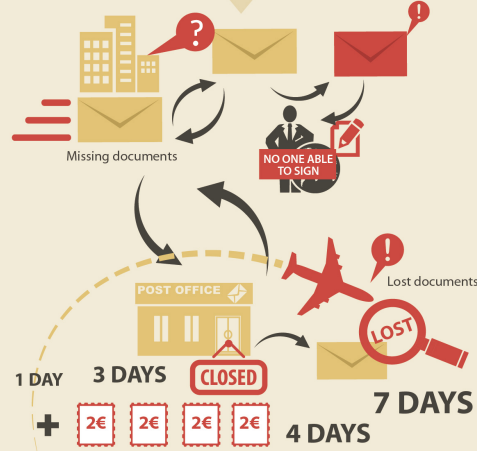 ?
!
Missing documents
NO ONE ABLE
TO SIGN
!
Lost documents
POST OFFICE
LOST
CLOSED
1 DAY
3 DAYS
7 DAYS
+
2€ 2€ 2€ 2€
4 DAYS